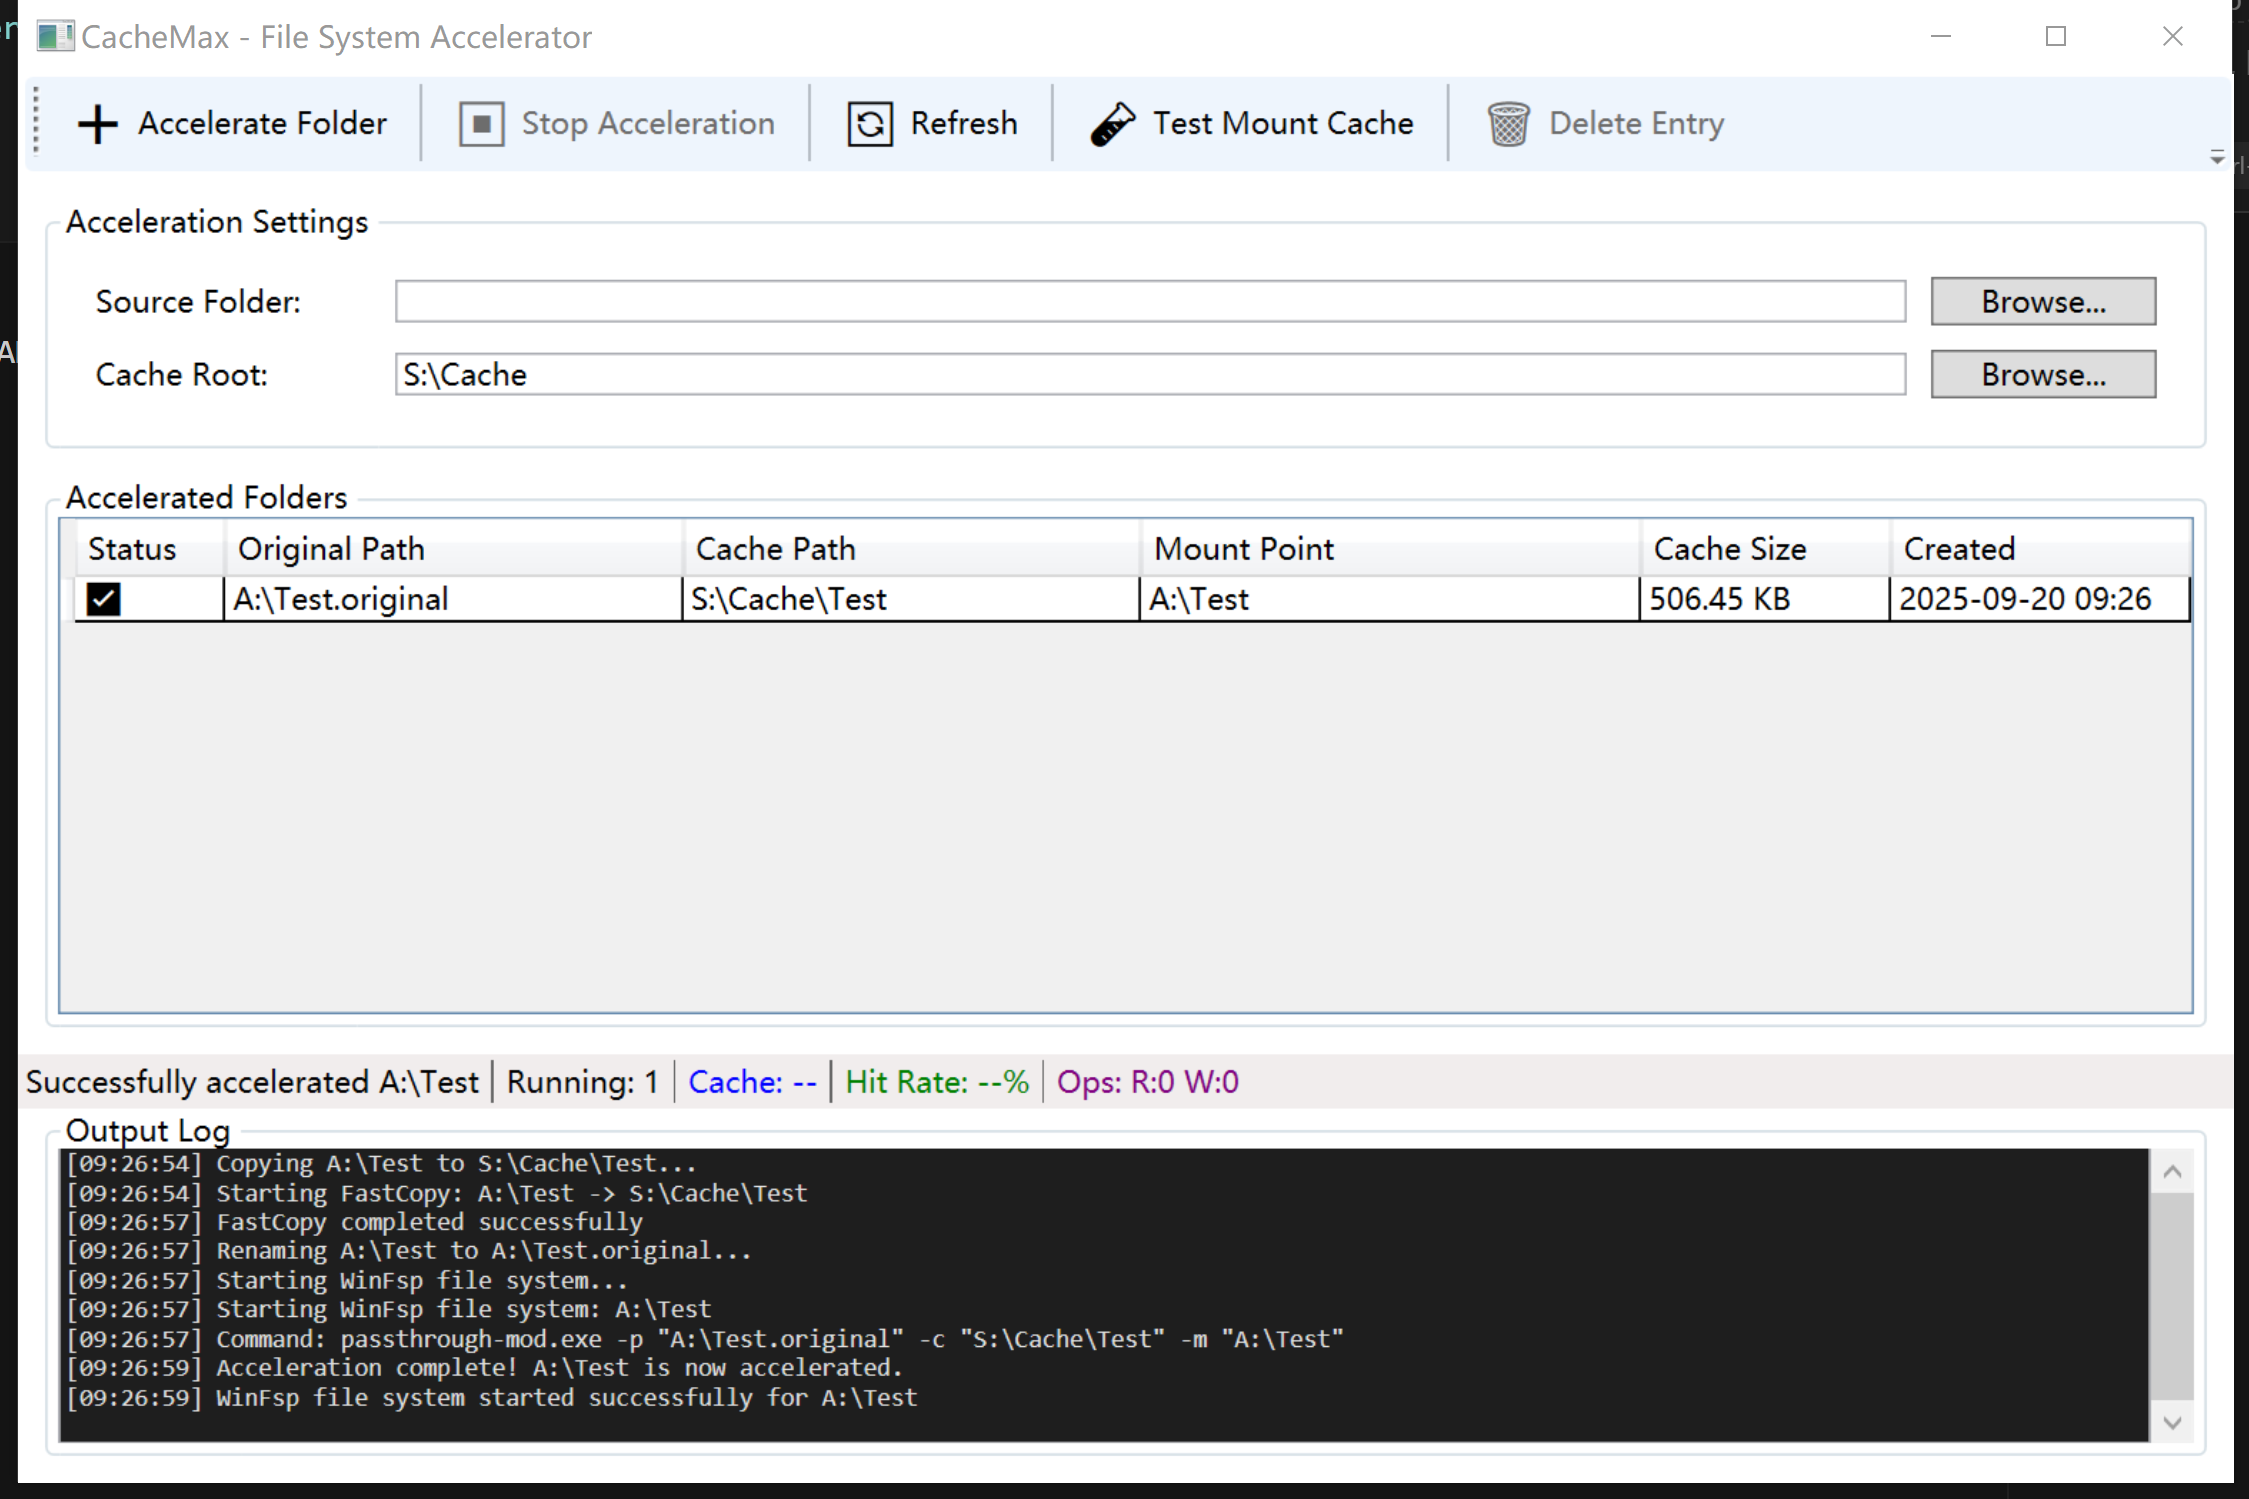 CacheMax - File System Accelerator
Accelerate Folder
Stop Acceleration
Refresh
Test Mount Cache
Delete Entry
Acceleration Settings
Source Folder:
Browse...
Cache Root:
S:\Cache
Browse...
Accelerated Folders
Status Original Path Cache Path Mount Point Cache Size Created
A:\Test.original S:\Cache\Test A:\Test 506.45 KB 2025-09-20 09:26
Successfully accelerated A:\Test Running: 1 Cache: -- Hit Rate: --% Ops: R:0 W:0
Output Log
[09:26:54] Copying A:\Test to S:\Cache\Test...
[09:26:54] Starting FastCopy: A:\Test -> S:\Cache\Test
[09:26:57] FastCopy completed successfully
[09:26:57] Renaming A:\Test to A:\Test.original...
[09:26:57] Starting WinFsp file system...
[09:26:57] Starting WinFsp file system: A:\Test
[09:26:57] Command: passthrough-mod.exe -p "A:\Test.original" -c "S:\Cache\Test" -m "A:\Test"
[09:26:59] Acceleration complete! A:\Test is now accelerated.
[09:26:59] WinFsp file system started successfully for A:\Test